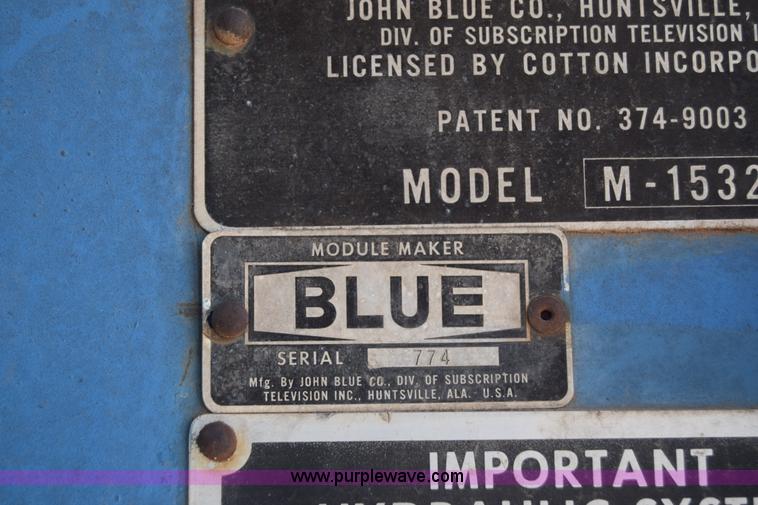 JOHN BLUE CO., HUNTSVILLE,
DIV. OF SUBSCRIPTION TELEVISION
LICENSED BY COTTON
PATENT NO. 374-9003
MODEL M-1532
MODULE MAKER
BLUE
SERIAL 774
Mfg. By JOHN BLUE CO., DIV. OF SUBSCRIPTION
TELEVISION INC., HUNTSVILLE, ALA. - U.S.A.
IMPORTANT
www.purplewave.com